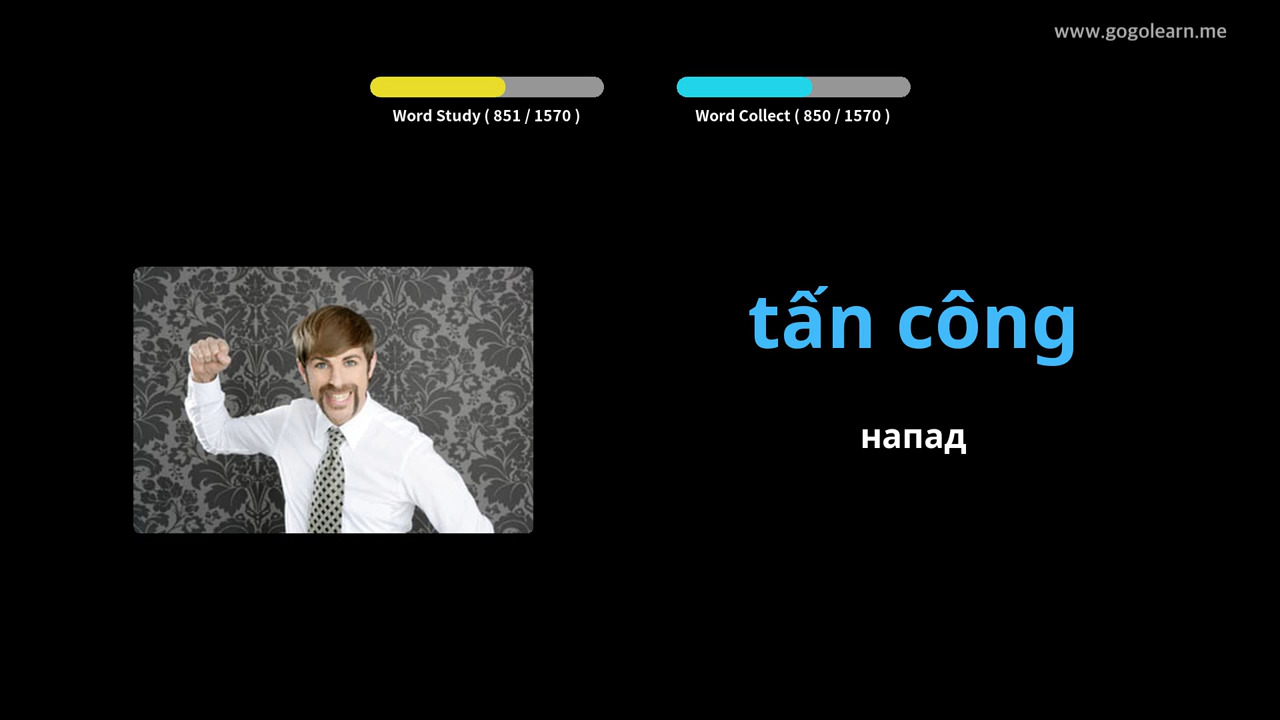 www.gogolearn.me
Word Study ( 851 / 1570 )
Word Collect ( 850 / 1570 )
tấn công
напад